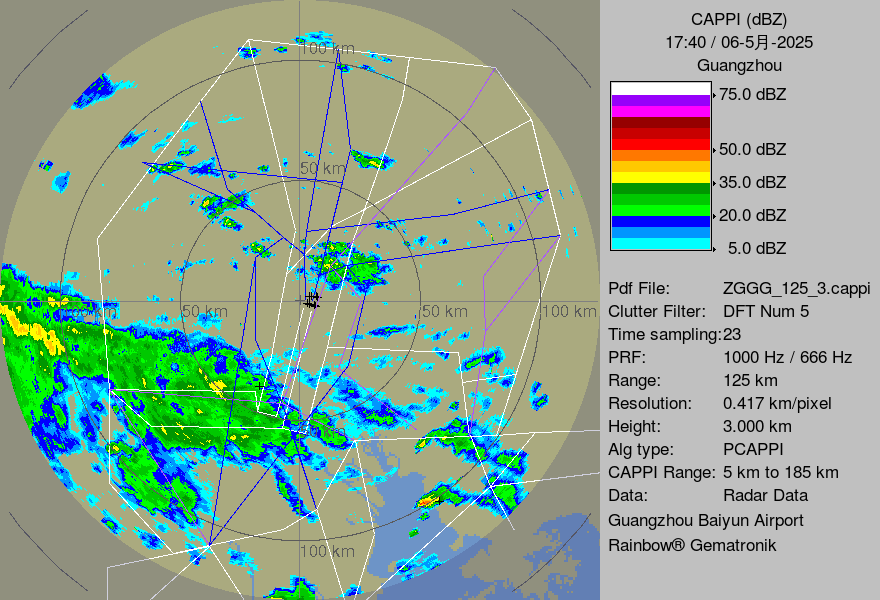 CAPPI (dBZ)
17:40 / 06-5月-2025
Guangzhou
75.0 dBZ
50.0 dBZ
35.0 dBZ
20.0 dBZ
5.0 dBZ
Pdf File: ZGGG_125_3.cappi
Clutter Filter: DFT Num 5
Time sampling:23
PRF: 1000 Hz / 666 Hz
Range: 125 km
Resolution: 0.417 km/pixel
Height: 3.000 km
Alg type: PCAPPI
CAPPI Range: 5 km to 185 km
Data: Radar Data
Guangzhou Baiyun Airport
Rainbow® Gematronik
100 km
50 km
50 km
50 km
100 km
100 km